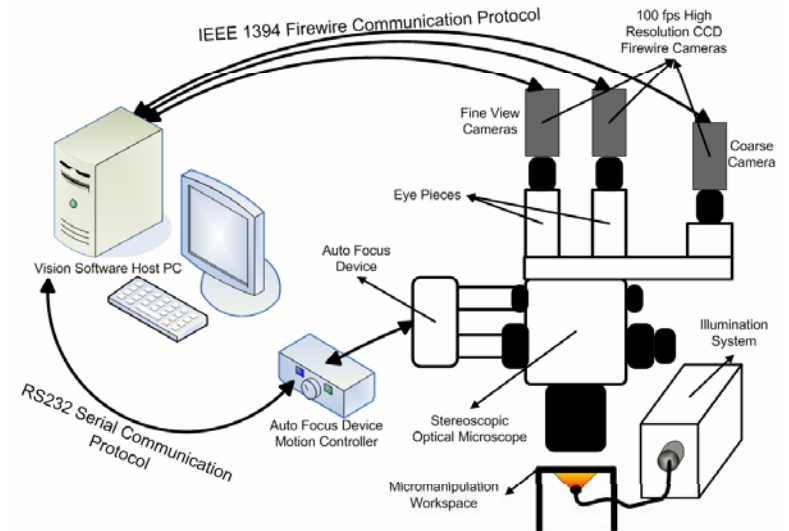 IEEE 1394 Firewire Communication Protocol
100 fps High
Resolution CCD
Firewire Cameras
Fine View
Cameras
Coarse
Camera
Eye Pieces
Vision Software Host PC
Auto Focus
Device
Illumination
System
RS232 Serial Communication
Protocol
Auto Focus Device
Motion Controller
Stereoscopic
Optical Microscope
Micromanipulation
Workspace